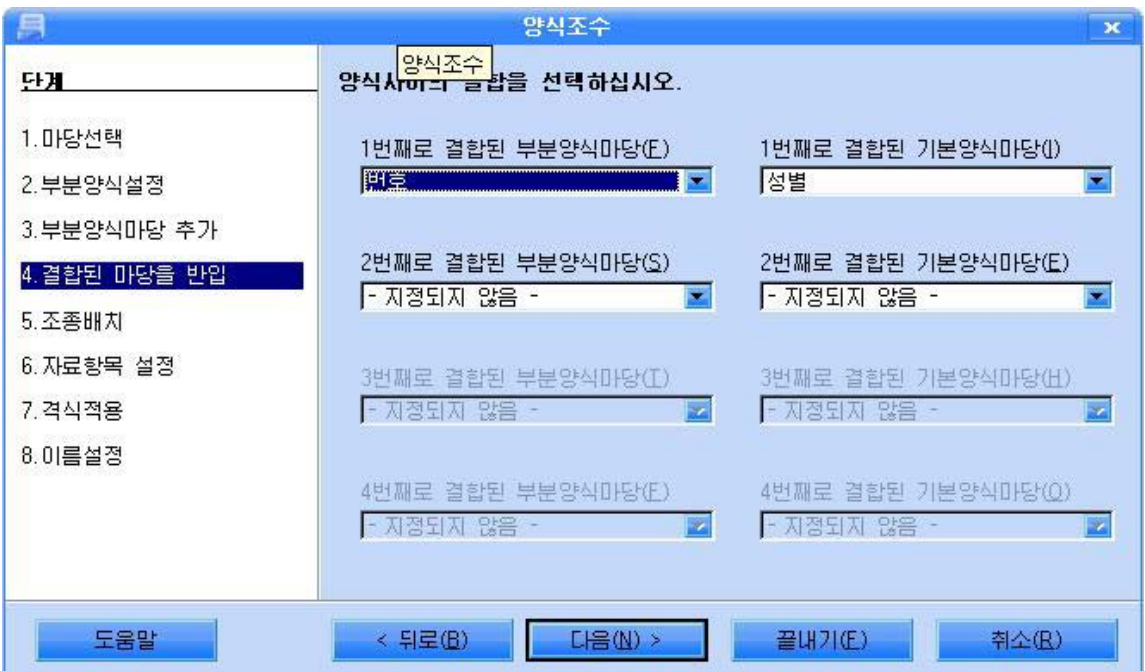 양식조수
양식조수
단계
양식사이의 결합을 선택하십시오.
1.마당선택
2.부분양식설정
3.부분양식마당 추가
4.결합된 마당을 반입
5.조종배치
6.자료항목 설정
7.격식적용
8.이름설정
1번째로 결합된 부분양식마당(F)
1번째로 결합된 기본양식마당(I)
번호
성별
2번째로 결합된 부분양식마당(S)
2번째로 결합된 기본양식마당(E)
- 지정되지 않음 -
- 지정되지 않음 -
3번째로 결합된 부분양식마당(T)
3번째로 결합된 기본양식마당(H)
- 지정되지 않음 -
- 지정되지 않음 -
4번째로 결합된 부분양식마당(F)
4번째로 결합된 기본양식마당(O)
- 지정되지 않음 -
- 지정되지 않음 -
도움말
< 뒤로(B)
다음(N) >
끝내기(F)
취소(R)